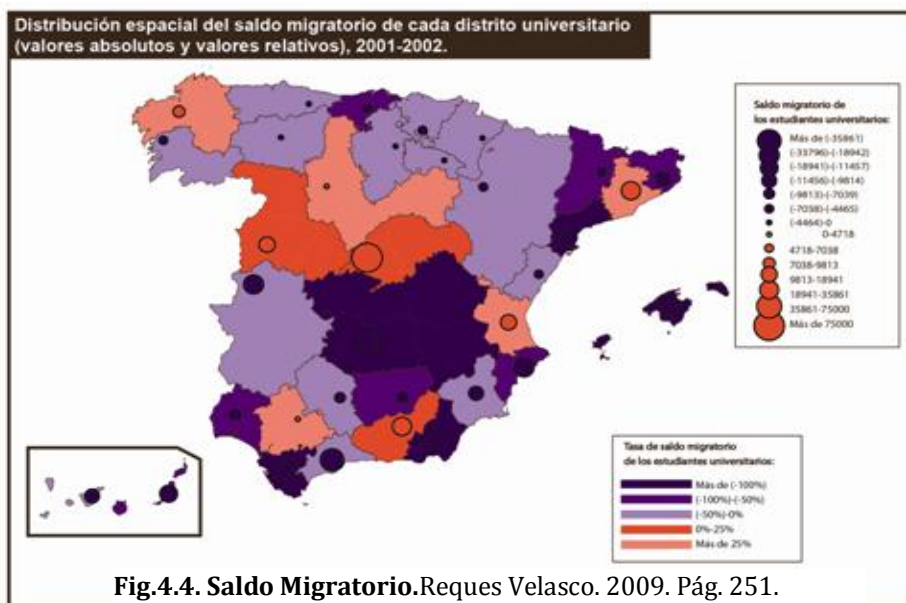 Distribución espacial del saldo migratorio de cada distrito universitario
(valores absolutos y valores relativos), 2001-2002.
Saldo migratorio de
los estudiantes universitarios:
Más de (-35861)
(-33796)-(-18942)
(-18941)-(-11457)
(-11456)-(-9814)
(-9813)-(-7039)
(-7038)-(-4465)
(-4464)-0
0-4718
4718-7038
7038-9813
9813-18941
18941-35861
35861-75000
Más de 75000
Tasa de saldo migratorio
de los estudiantes universitarios:
Más de (-100%)
(-100%)-(-50%)
(-50%)-0%
0%-25%
Más de 25%
Fig.4.4. Saldo Migratorio.Reques Velasco. 2009. Pág. 251.